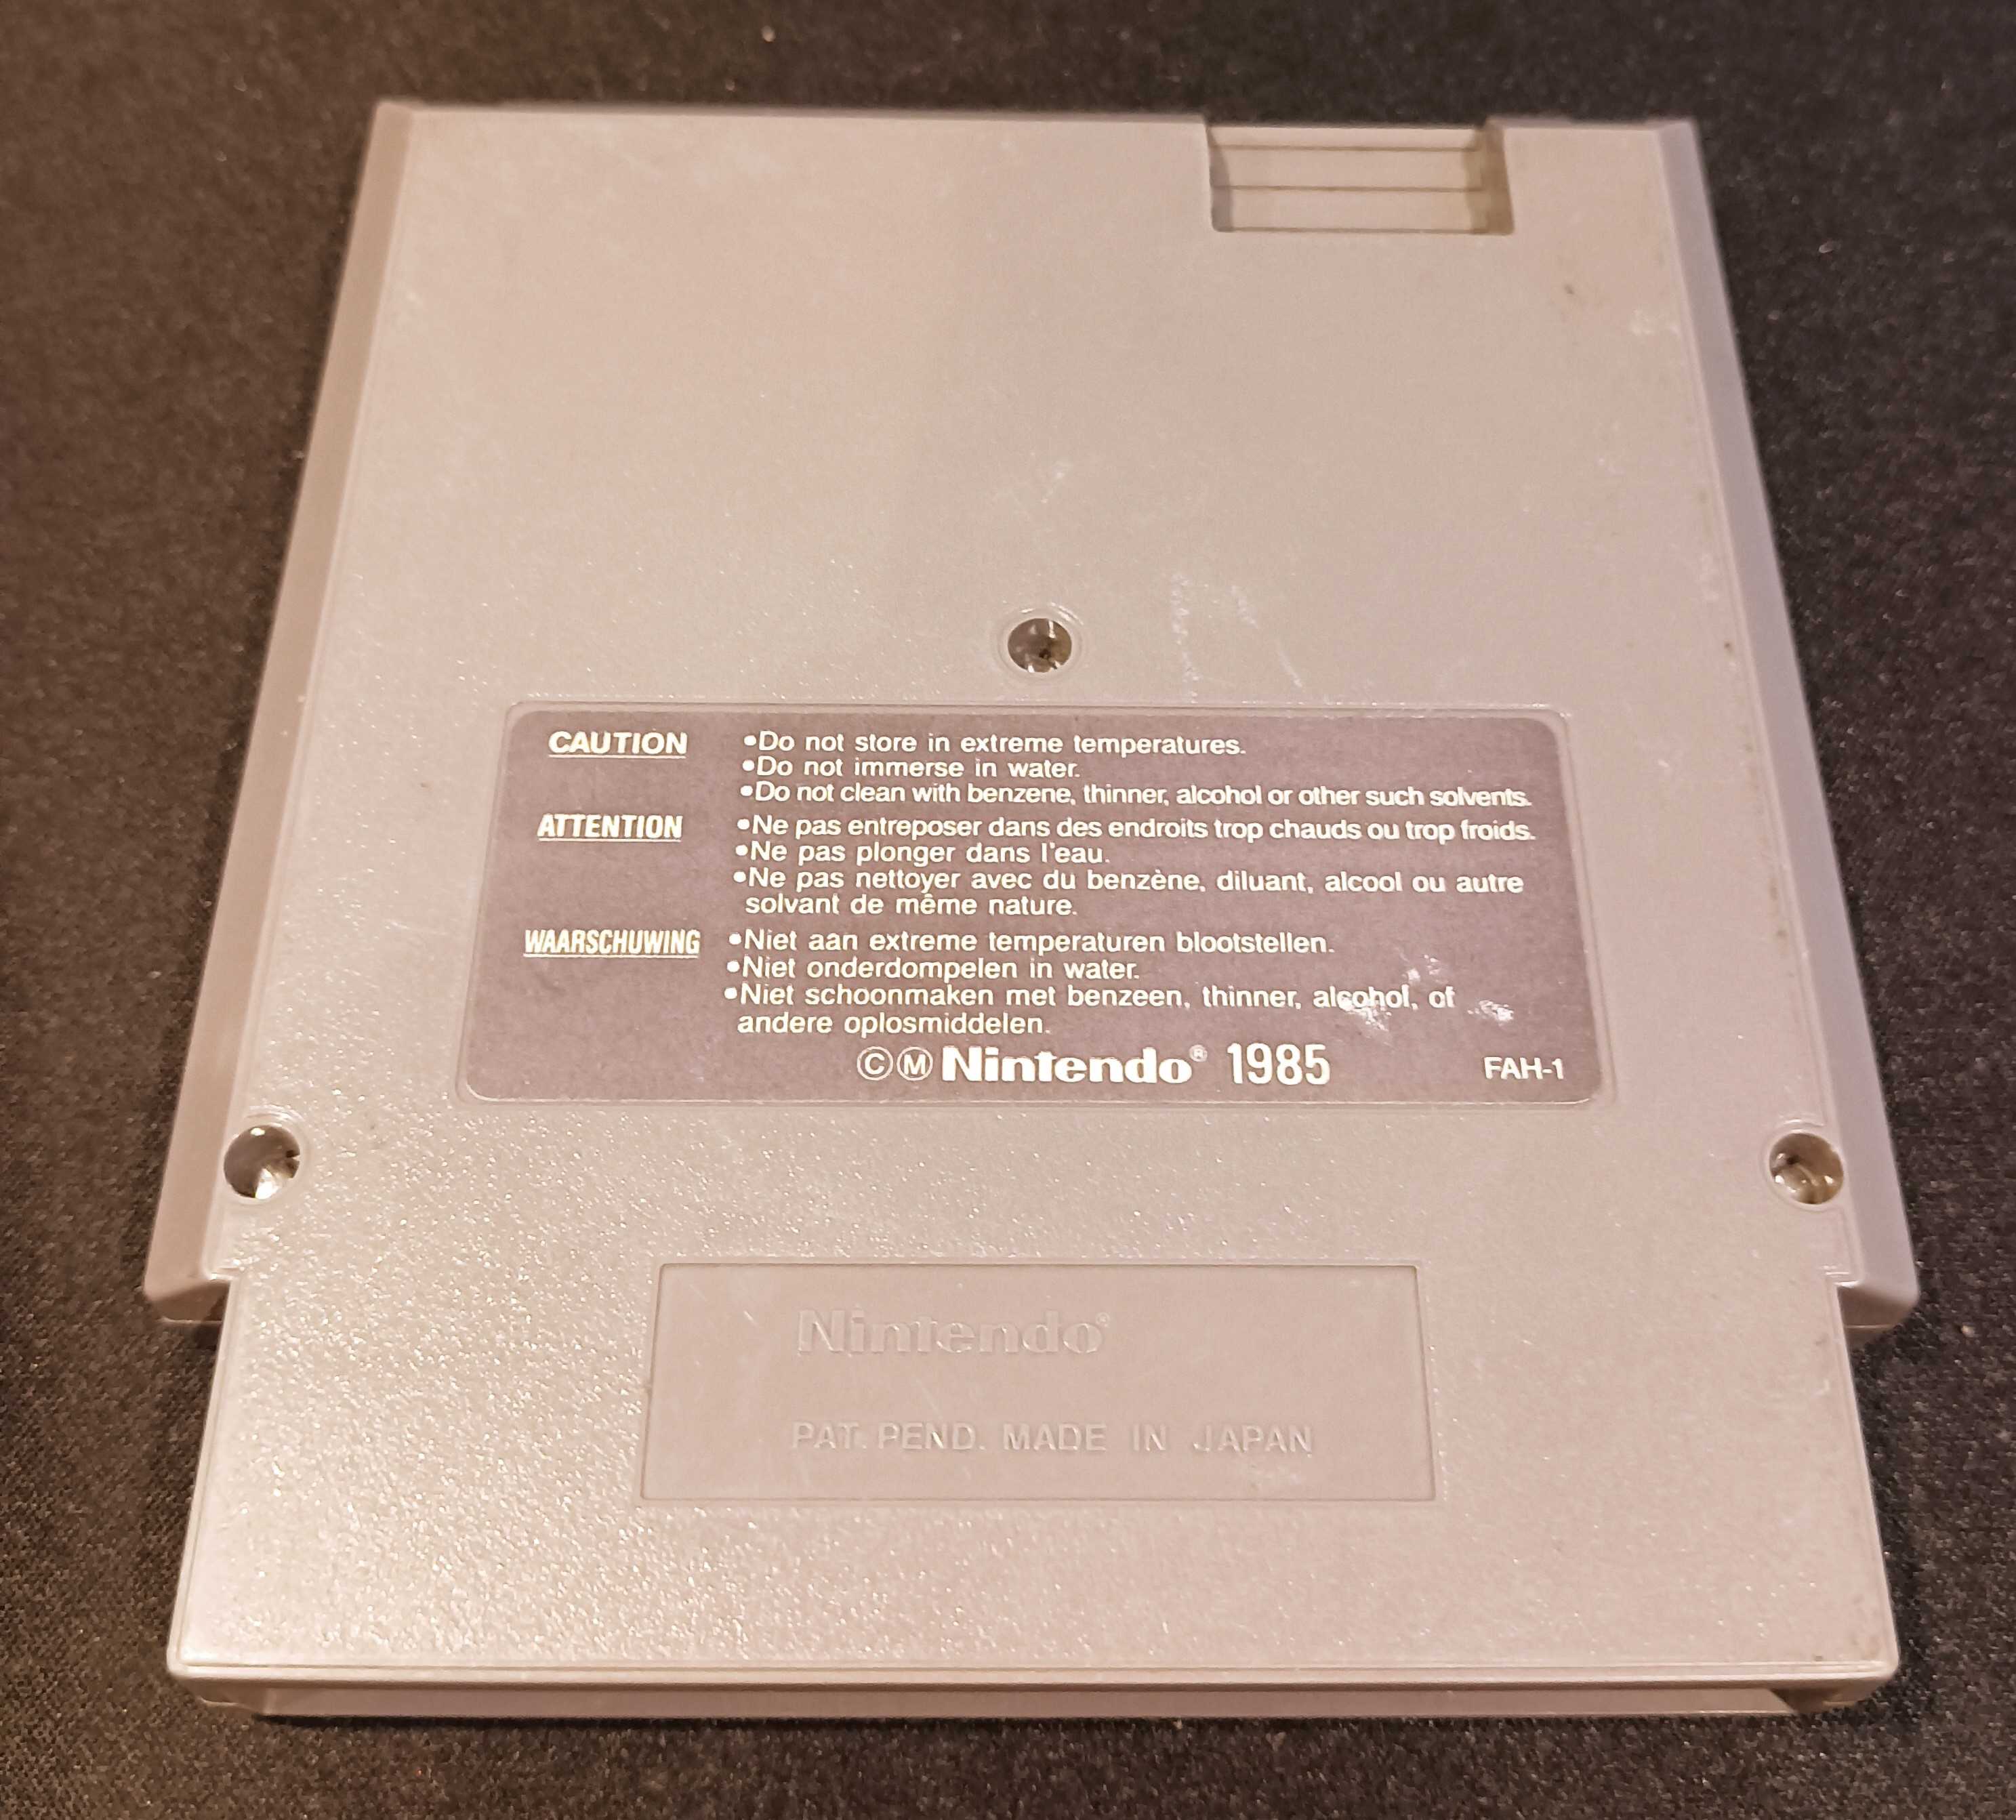 CAUTION •Do not store in extreme temperatures.
•Do not immerse in water.
•Do not clean with benzene, thinner, alcohol or other such solvents.
ATTENTION •Ne pas entreposer dans des endroits trop chauds ou trop froids.
•Ne pas plonger dans l'eau.
•Ne pas nettoyer avec du benzène, diluant, alcool ou autre
solvant de même nature.
WAARSCHUWING •Niet aan extreme temperaturen blootstellen.
•Niet onderdompelen in water.
•Niet schoonmaken met benzeen, thinner, alcohol, of
andere oplosmiddelen.
©Ⓜ Nintendo® 1985 FAH-1
Nintendo®
PAT. PEND. MADE IN JAPAN